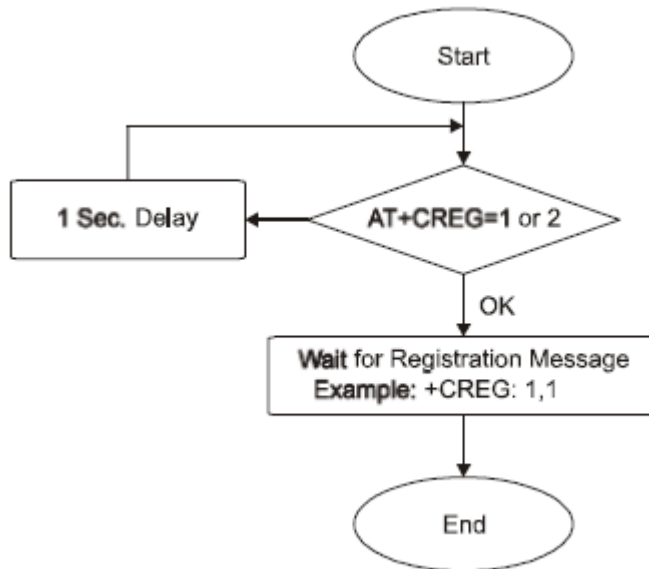 Start
1 Sec. Delay
AT+CREG=1 or 2
OK
Wait for Registration Message
Example: +CREG: 1,1
End